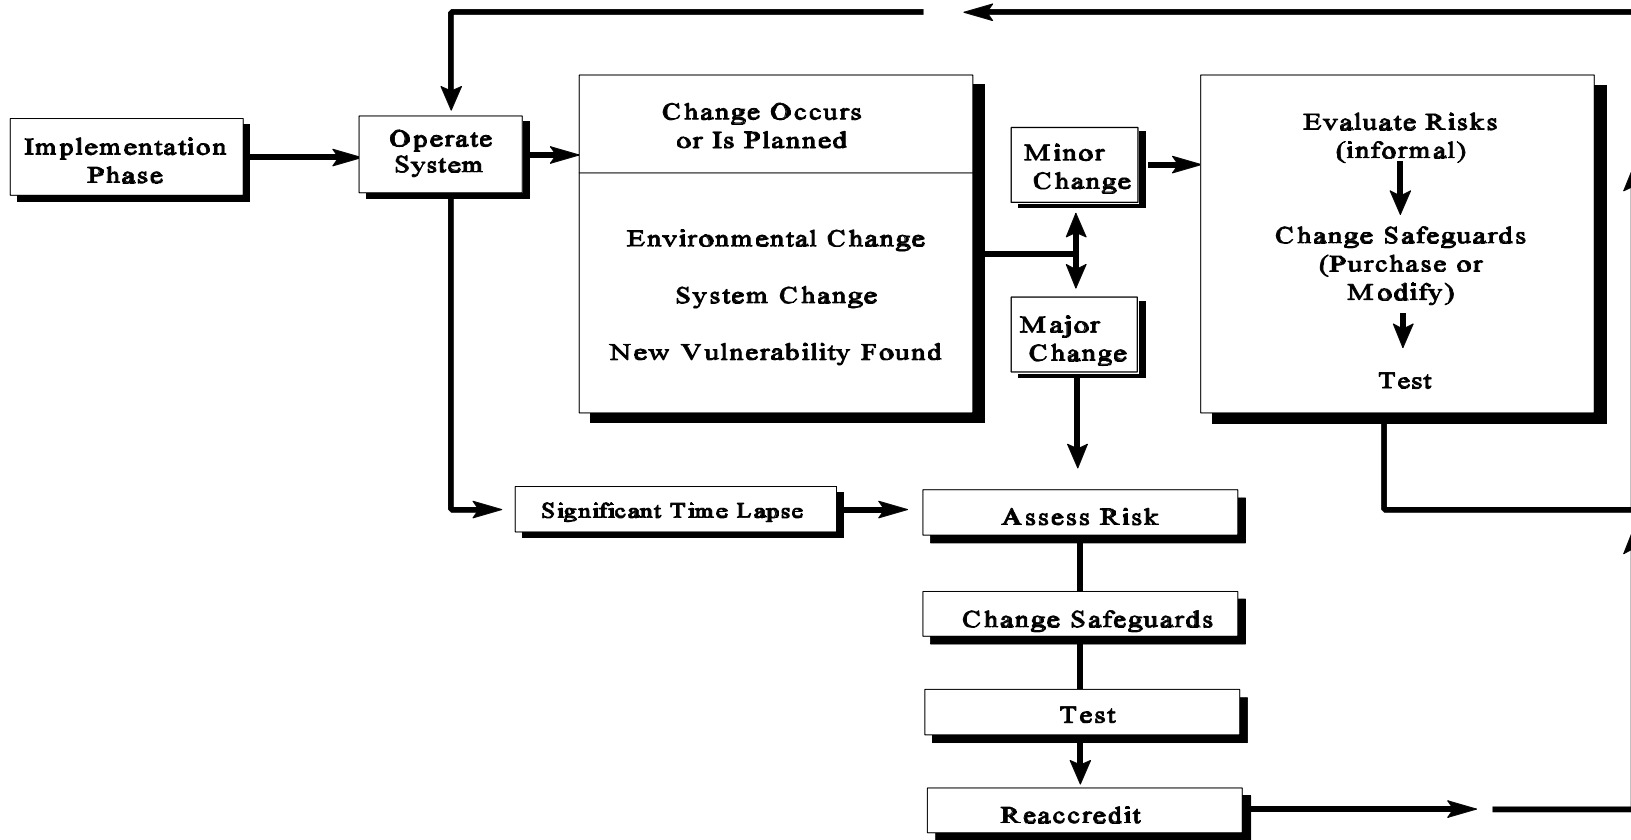 Implementation
Phase
Operate
System
Change Occurs
or Is Planned
Environmental Change
System Change
New Vulnerability Found
Minor
Change
Major
Change
Evaluate Risks
(informal)
Change Safeguards
(Purchase or
Modify)
Test
Significant Time Lapse
Assess Risk
Change Safeguards
Test
Reaccredit